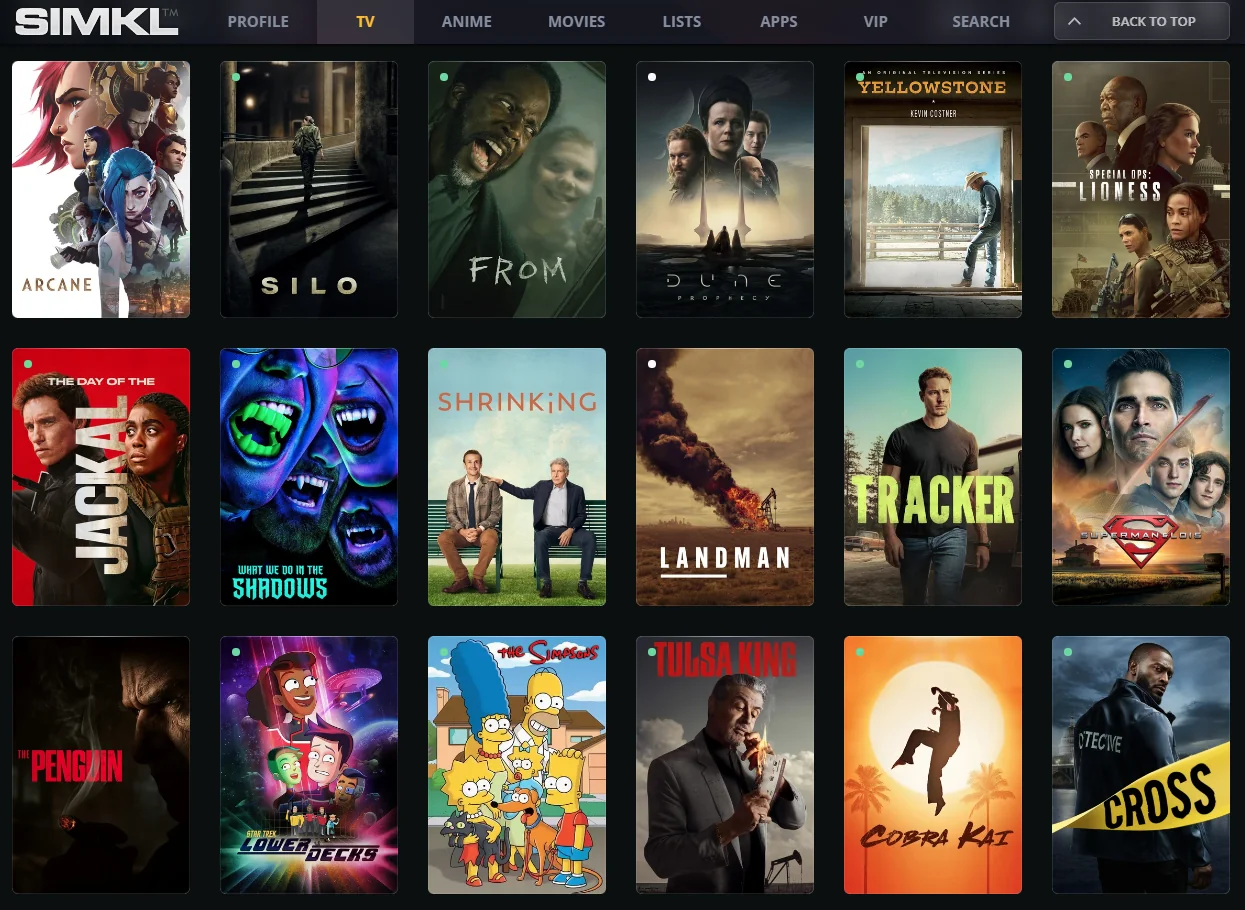 SIMKL™
PROFILE
TV
ANIME
MOVIES
LISTS
APPS
VIP
SEARCH
BACK TO TOP
ARCANE
SILO
FROM
DUNE
PROPHECY
AN ORIGINAL TELEVISION SERIES
YELLOWSTONE
KEVIN COSTNER
SPECIAL OPS:
LIONESS
THE DAY OF THE
JACKAL
WHAT WE DO IN THE
SHADOWS
SHRINKiNG
LANDMAN
TRACKER
SUPERMAN & LOIS
THE
PENGUIN
STAR TREK
LOWER DECKS
THE SIMPSONS
TULSA KING
COBRA KAI
DETECTIVE
CROSS